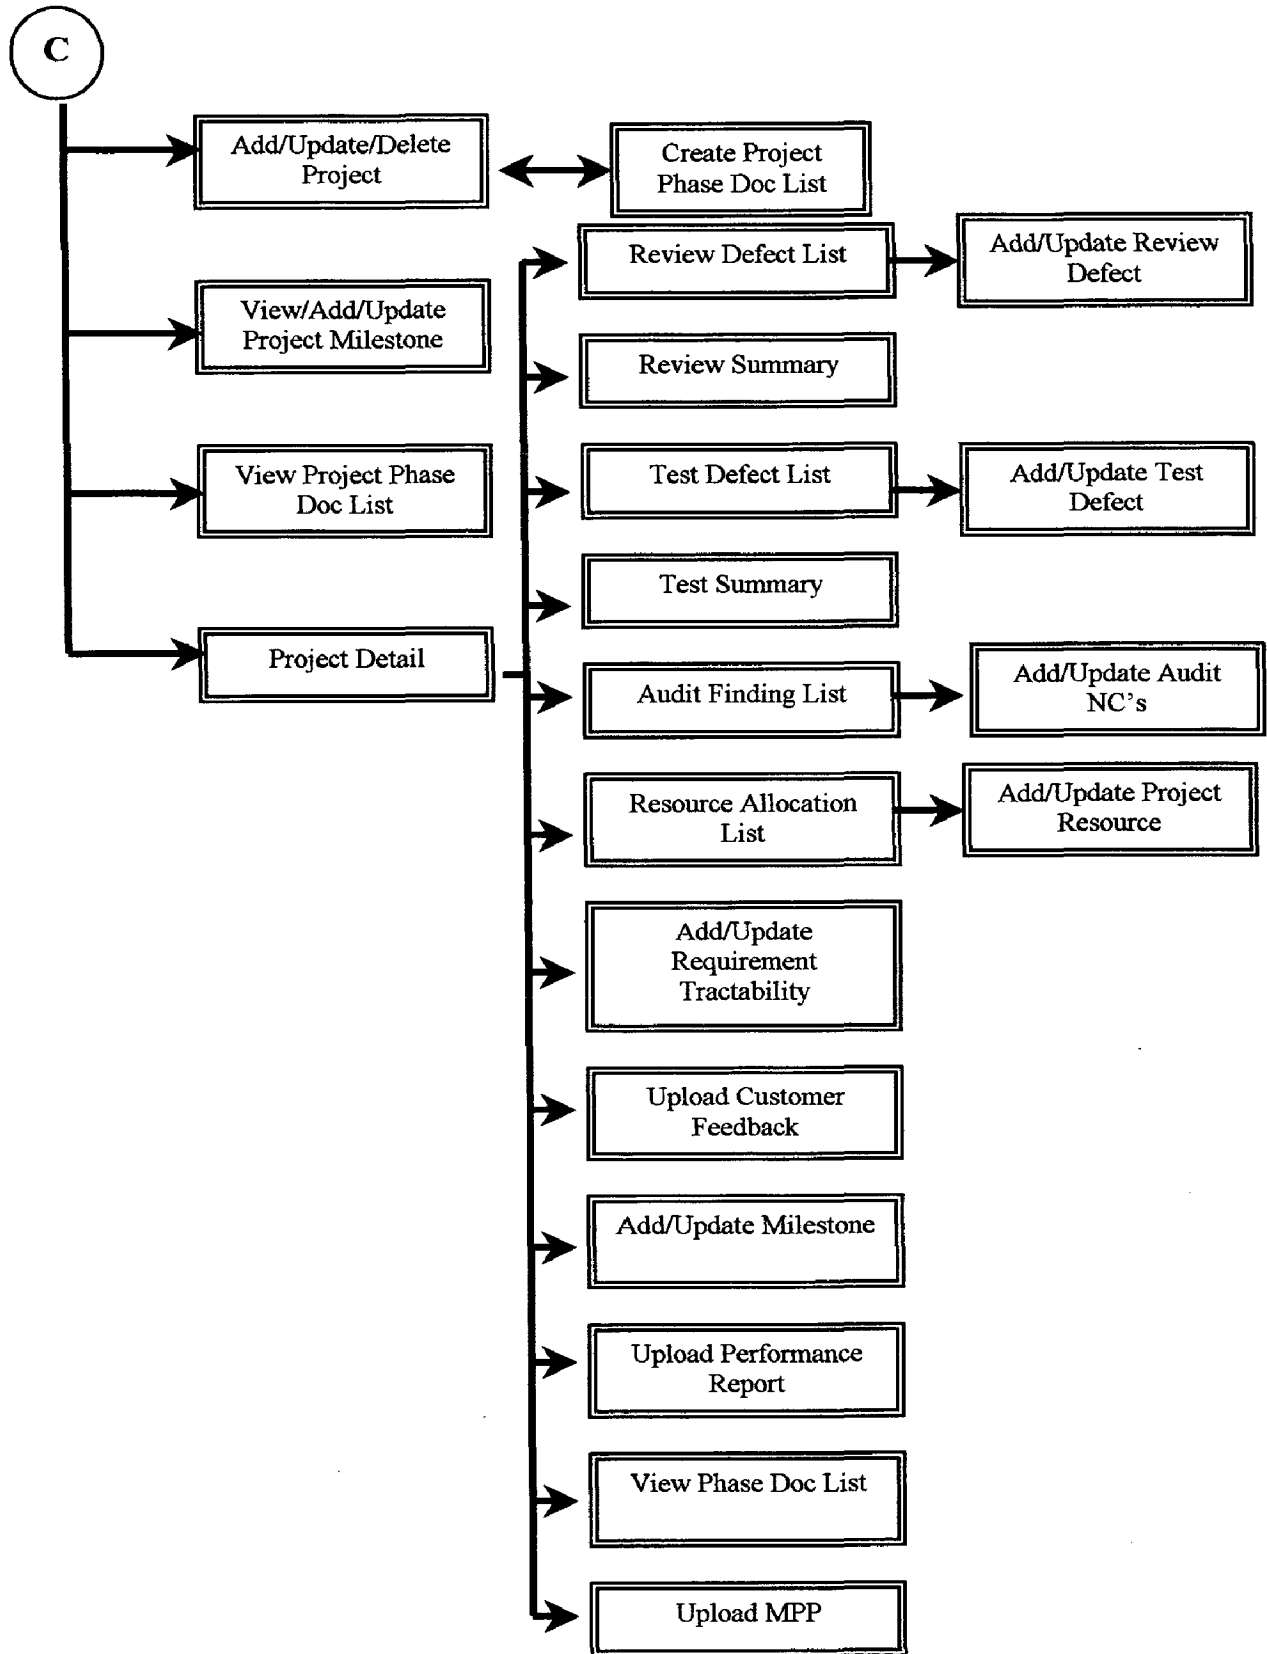 C
Add/Update/Delete
Project
Create Project
Phase Doc List
Review Defect List
Add/Update Review
Defect
View/Add/Update
Project Milestone
Review Summary
View Project Phase
Doc List
Test Defect List
Add/Update Test
Defect
Test Summary
Project Detail
Audit Finding List
Add/Update Audit
NC's
Resource Allocation
List
Add/Update Project
Resource
Add/Update
Requirement
Tractability
Upload Customer
Feedback
Add/Update Milestone
Upload Performance
Report
View Phase Doc List
Upload MPP